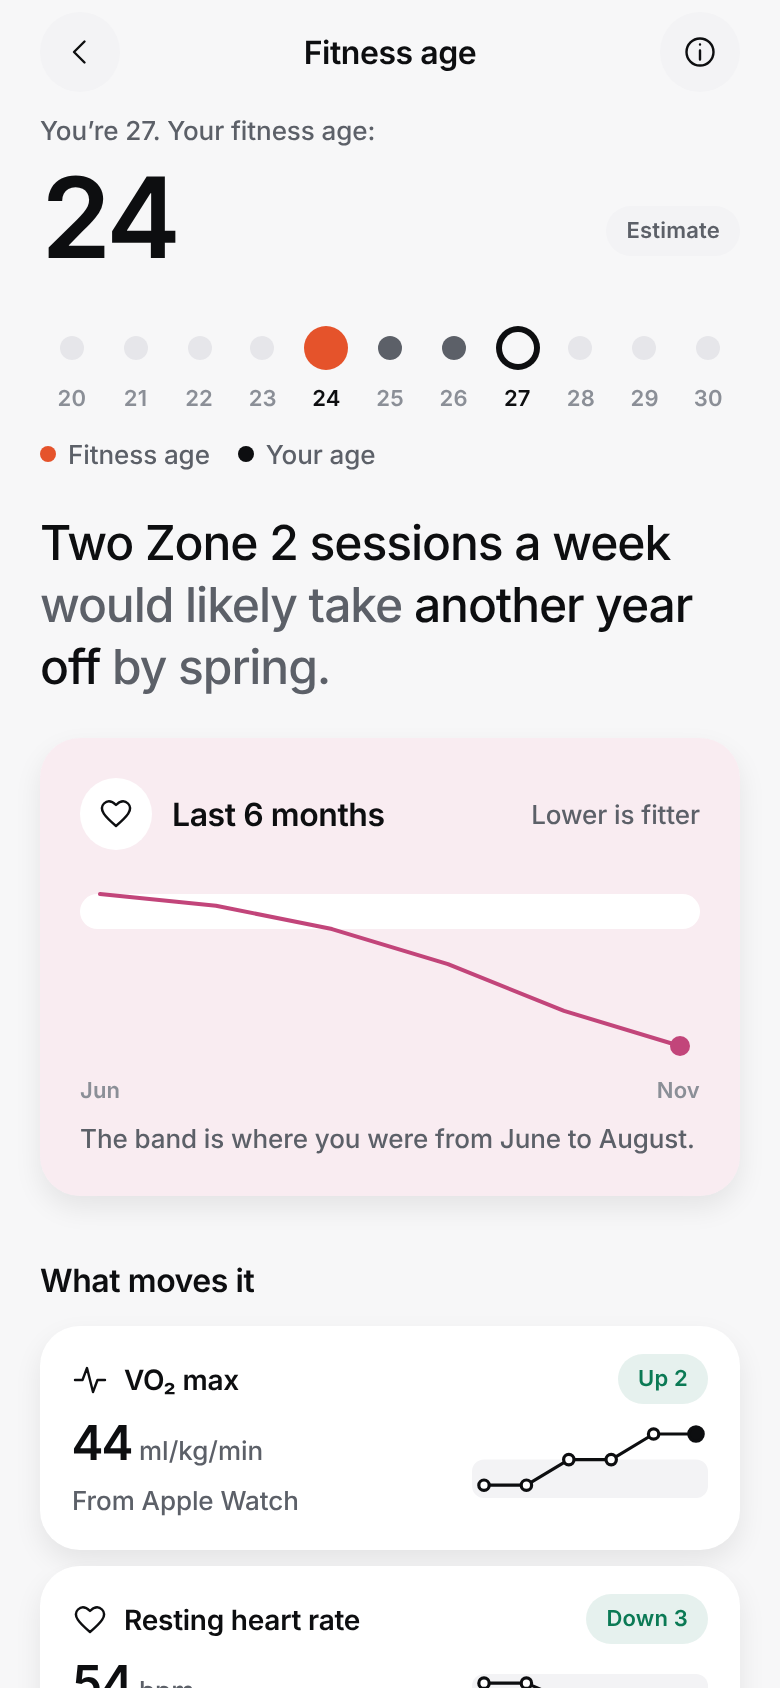 Fitness age
You’re 27. Your fitness age:
24
Estimate
20 21 22 23 24 25 26 27 28 29 30
Fitness age Your age
Two Zone 2 sessions a week
would likely take another year
off by spring.
Last 6 months
Lower is fitter
Jun Nov
The band is where you were from June to August.
What moves it
VO₂ max
Up 2
44 ml/kg/min
From Apple Watch
Resting heart rate
Down 3
54 bpm